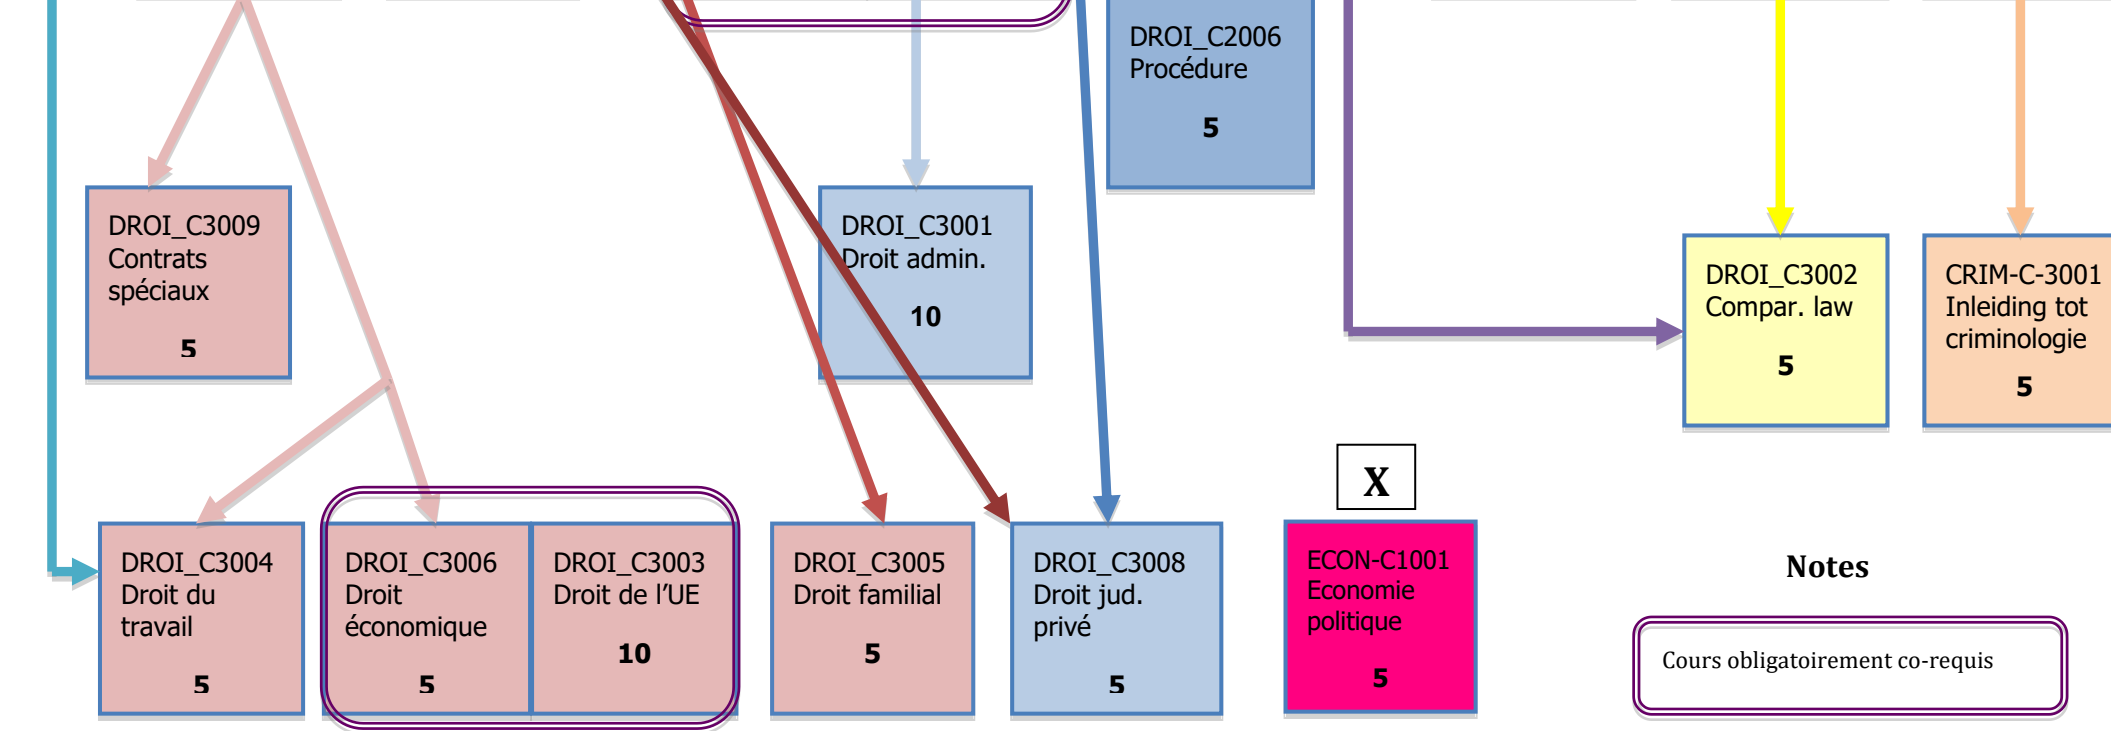 DROI_C2006
Procédure
5
DROI_C3009
Contrats
spéciaux
5
DROI_C3001
Droit admin.
10
DROI_C3002
Compar. law
5
CRIM-C-3001
Inleiding tot
criminologie
5
X
DROI_C3004
Droit du
travail
5
DROI_C3006
Droit
économique
5
DROI_C3003
Droit de l’UE
10
DROI_C3005
Droit familial
5
DROI_C3008
Droit jud.
privé
5
ECON-C1001
Economie
politique
5
Notes
Cours obligatoirement co-requis